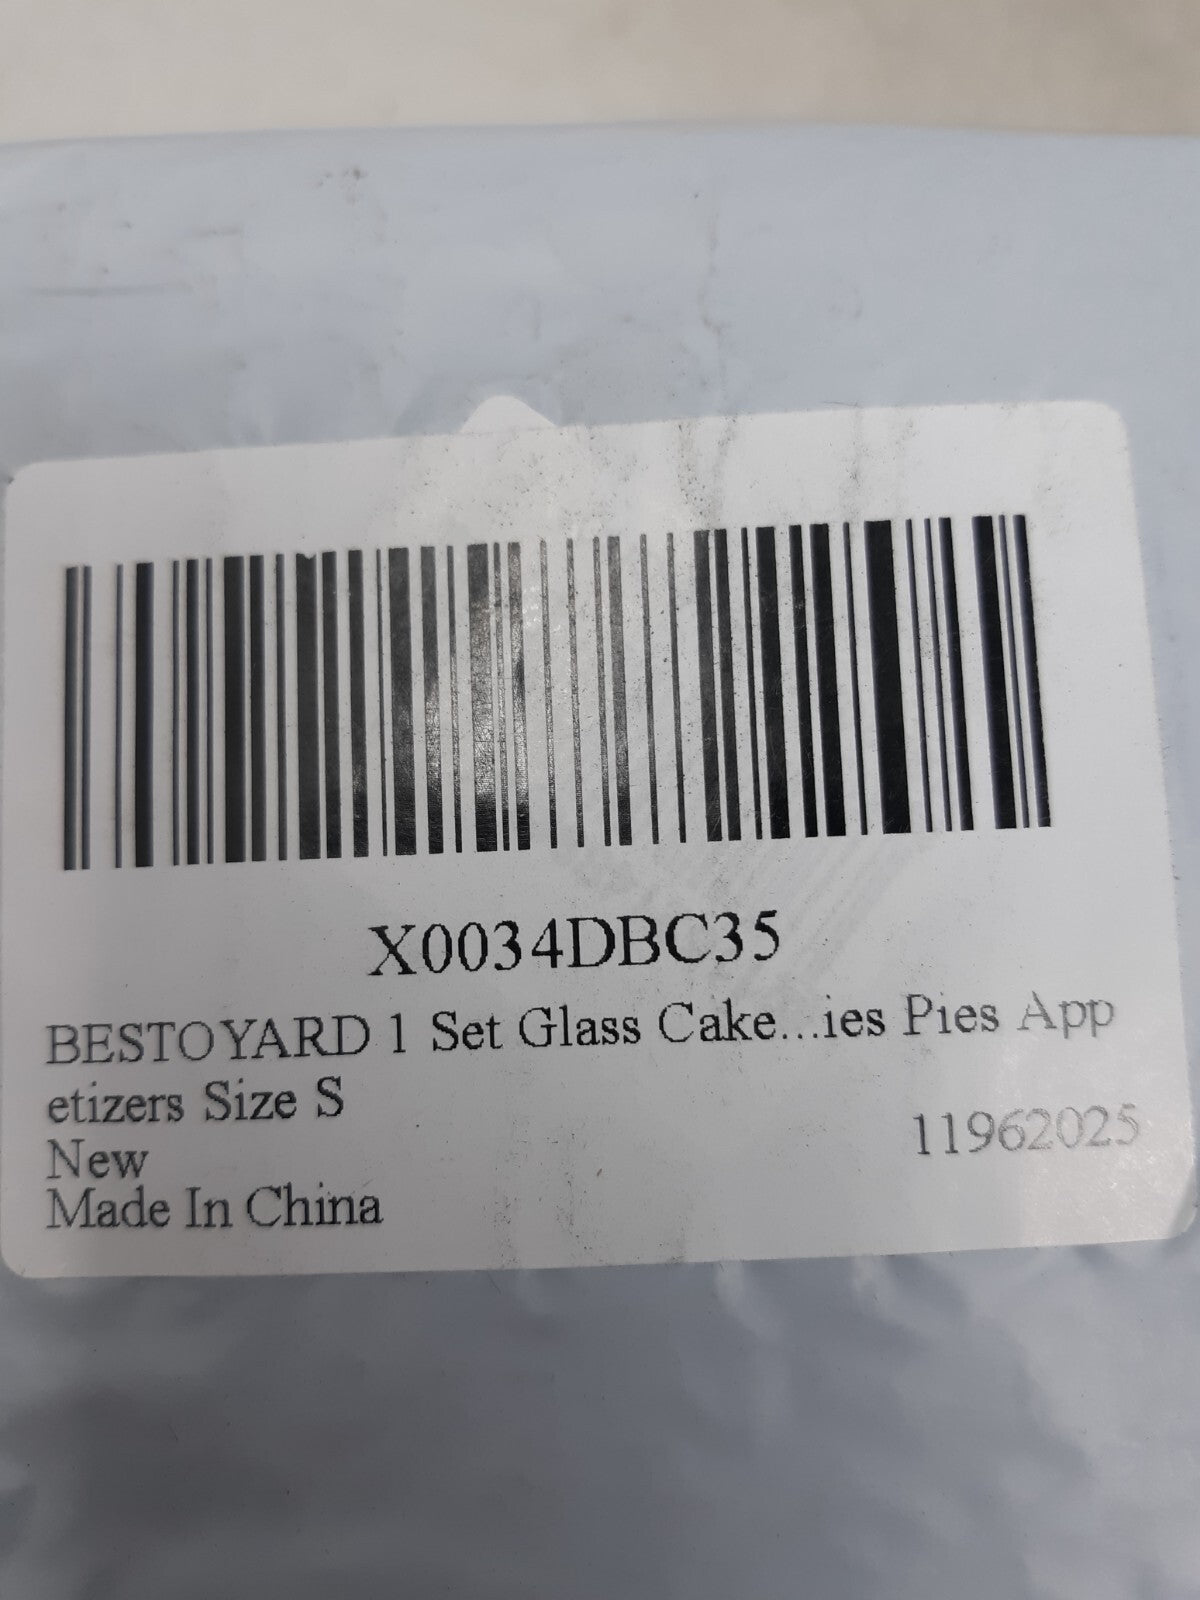 X0034DBC35
BESTOYARD 1 Set Glass Cake...ies Pies App
etizers Size S
New
11962025
Made In China